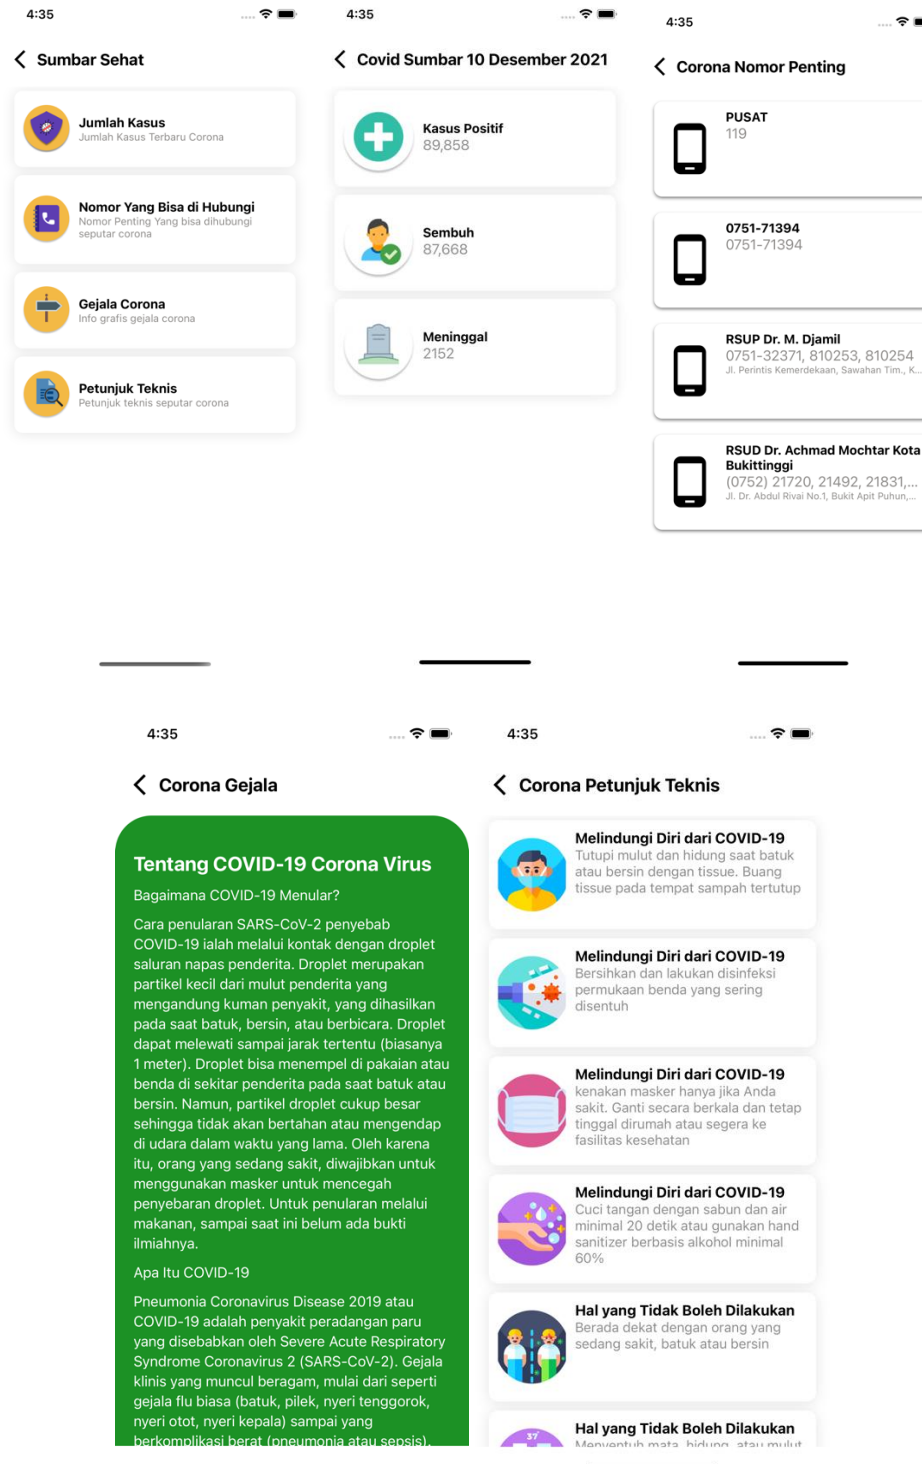 4:35
Sumbar Sehat
Jumlah Kasus
Jumlah Kasus Terbaru Corona
Nomor Yang Bisa di Hubungi
Nomor Penting Yang bisa dihubungi
seputar corona
Gejala Corona
Info grafis gejala corona
Petunjuk Teknis
Petunjuk teknis seputar corona
4:35
Covid Sumbar 10 Desember 2021
Kasus Positif
89,858
Sembuh
87,668
Meninggal
2152
4:35
Corona Nomor Penting
PUSAT
119
0751-71394
0751-71394
RSUP Dr. M. Djamil
0751-32371, 810253, 810254
Jl. Perintis Kemerdekaan, Sawahan Tim., K...
RSUD Dr. Achmad Mochtar Kota
Bukittinggi
(0752) 21720, 21492, 21831,...
Jl. Dr. Abdul Rivai No.1, Bukit Apit Puhun,...
4:35
Corona Gejala
Tentang COVID-19 Corona Virus
Bagaimana COVID-19 Menular?
Cara penularan SARS-CoV-2 penyebab
COVID-19 ialah melalui kontak dengan droplet
saluran napas penderita. Droplet merupakan
partikel kecil dari mulut penderita yang
mengandung kuman penyakit, yang dihasilkan
pada saat batuk, bersin, atau berbicara. Droplet
dapat melewati sampai jarak tertentu (biasanya
1 meter). Droplet bisa menempel di pakaian atau
benda di sekitar penderita pada saat batuk atau
bersin. Namun, partikel droplet cukup besar
sehingga tidak akan bertahan atau mengendap
di udara dalam waktu yang lama. Oleh karena
itu, orang yang sedang sakit, diwajibkan untuk
menggunakan masker untuk mencegah
penyebaran droplet. Untuk penularan melalui
makanan, sampai saat ini belum ada bukti
ilmiahnya.
Apa Itu COVID-19
Pneumonia Coronavirus Disease 2019 atau
COVID-19 adalah penyakit peradangan paru
yang disebabkan oleh Severe Acute Respiratory
Syndrome Coronavirus 2 (SARS-CoV-2). Gejala
klinis yang muncul beragam, mulai dari seperti
gejala flu biasa (batuk, pilek, nyeri tenggorok,
nyeri otot, nyeri kepala) sampai yang
berkomplikasi berat (pneumonia atau sepsis).
4:35
Corona Petunjuk Teknis
Melindungi Diri dari COVID-19
Tutupi mulut dan hidung saat batuk
atau bersin dengan tissue. Buang
tissue pada tempat sampah tertutup
Melindungi Diri dari COVID-19
Bersihkan dan lakukan disinfeksi
permukaan benda yang sering
disentuh
Melindungi Diri dari COVID-19
kenakan masker hanya jika Anda
sakit. Ganti secara berkala dan tetap
tinggal dirumah atau segera ke
fasilitas kesehatan
Melindungi Diri dari COVID-19
Cuci tangan dengan sabun dan air
minimal 20 detik atau gunakan hand
sanitizer berbasis alkohol minimal
60%
Hal yang Tidak Boleh Dilakukan
Berada dekat dengan orang yang
sedang sakit, batuk atau bersin
Hal yang Tidak Boleh Dilakukan
37°
Menyentuh mata, hidung, atau mulut